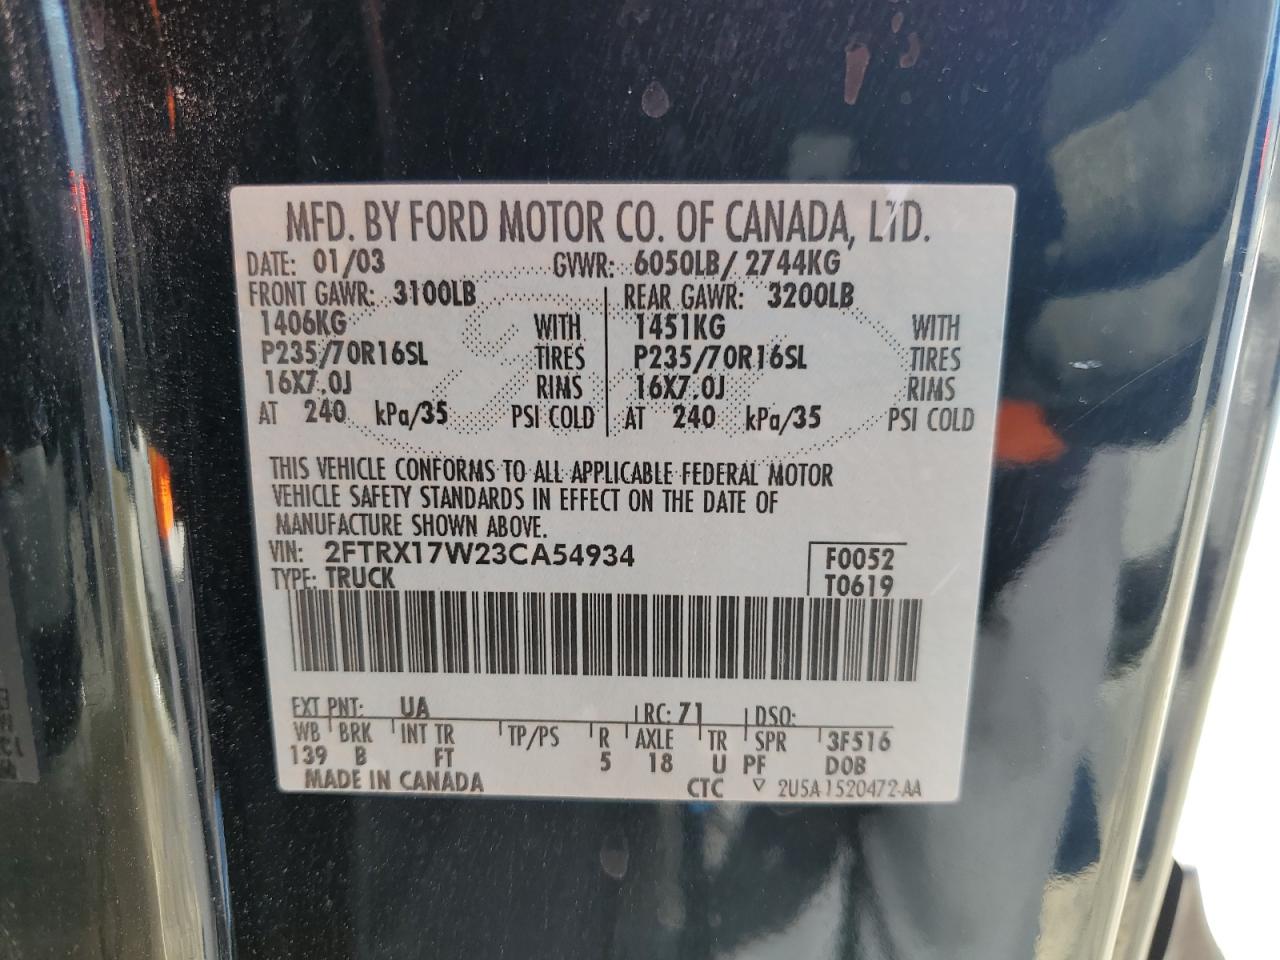 MFD. BY FORD MOTOR CO. OF CANADA, LTD.
DATE: 01/03 GVWR: 6050LB/ 2744KG
FRONT GAWR: 3100LB REAR GAWR: 3200LB
1406KG WITH 1451KG WITH
P235/70R16SL TIRES P235/70R16SL TIRES
16X7.0J RIMS 16X7.0J RIMS
AT 240 kPa/35 PSI COLD AT 240 kPa/35 PSI COLD
THIS VEHICLE CONFORMS TO ALL APPLICABLE FEDERAL MOTOR
VEHICLE SAFETY STANDARDS IN EFFECT ON THE DATE OF
MANUFACTURE SHOWN ABOVE.
VIN: 2FTRX17W23CA54934 F0052
TYPE: TRUCK T0619
EXT PNT: UA RC: 71 DSO:
WB BRK INT TR TP/PS R AXLE TR SPR 3F516
139 B FT 5 18 U PF DOB
MADE IN CANADA CTC ▽ 2U5A 1520472-AA